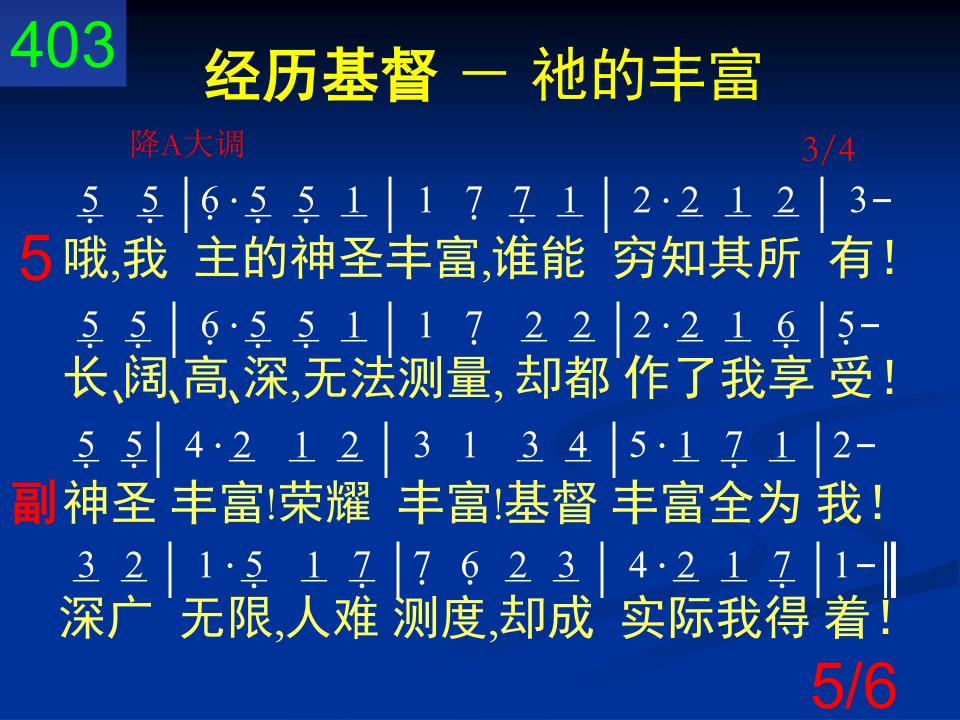 403
经历基督 － 祂的丰富
降A大调 3/4
5̣ 5̣ | 6̣ · 5̣ 5̣ 1 | 1 7̣ 7̣ 1 | 2 · 2 1 2 | 3－
5 哦,我 主的神圣丰富,谁能 穷知其所 有！
5̣ 5̣ | 6̣ · 5̣ 5̣ 1 | 1 7̣ 2 2 | 2 · 2 1 6̣ | 5̣－
长、阔、高、深,无法测量, 却都 作了我享 受！
5̣ 5̣ | 4 · 2 1 2 | 3 1 3 4 | 5 · 1 7̣ 1 | 2－
副 神圣 丰富!荣耀 丰富!基督 丰富全为 我！
3 2 | 1 · 5̣ 1 7̣ | 7̣ 6̣ 2 3 | 4 · 2 1 7̣ | 1－‖
深广 无限,人难 测度,却成 实际我得 着！
5/6